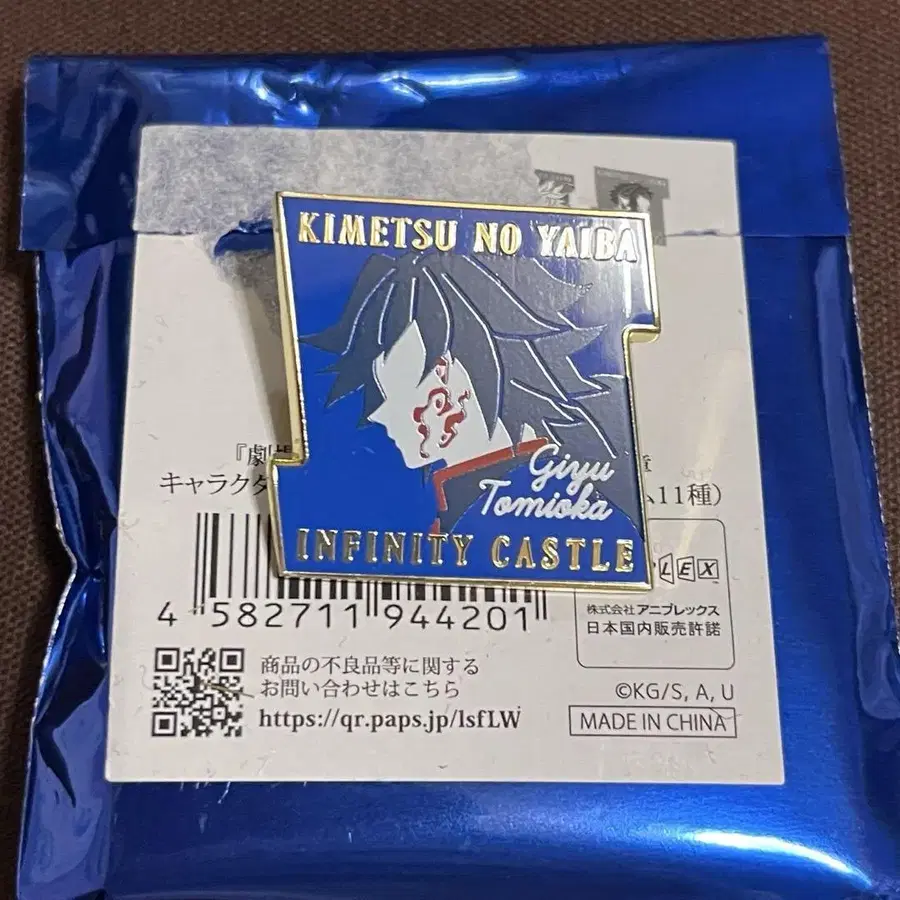 KIMETSU NO YAIBA
Giyu
Tomioka
INFINITY CASTLE
『劇
キャラクタ
11種）
4 582711 944201
LEX
株式会社 アニプレックス
日本国内販売許諾
商品の不良品等に関する
お問い合わせはこちら
https://qr.paps.jp/lsfLW
©KG/S, A, U
MADE IN CHINA